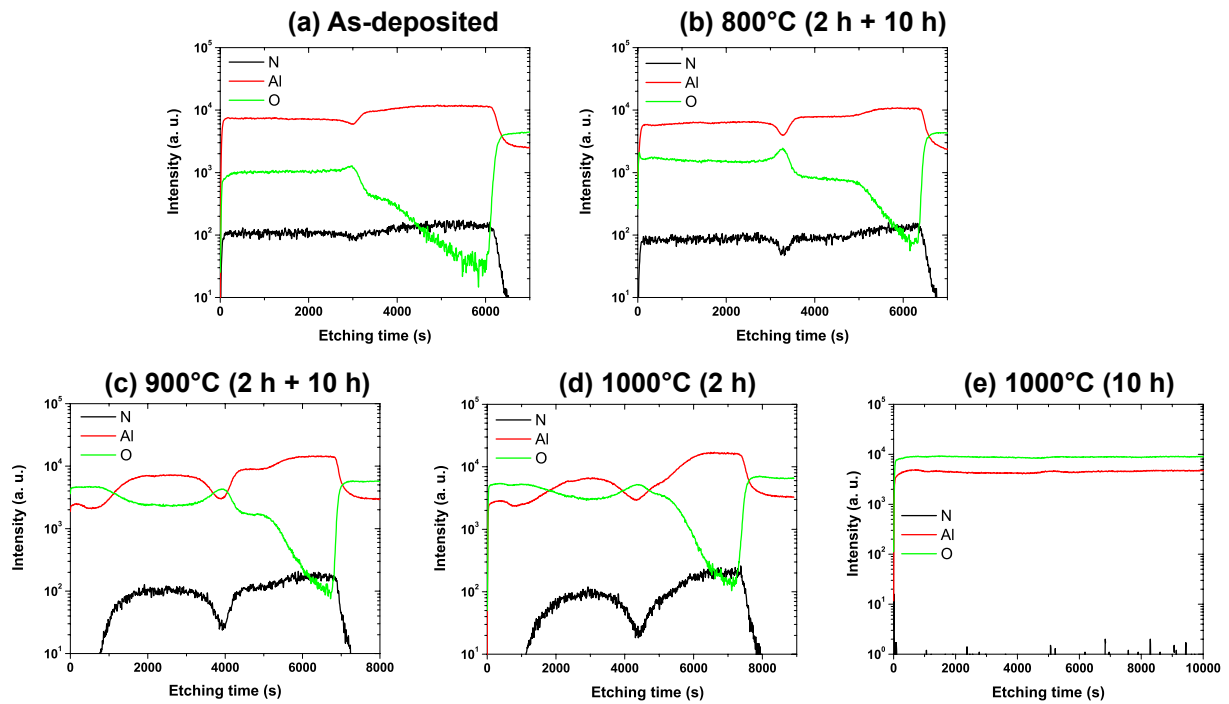 (a) As-deposited
10⁵
10⁴
10³
10²
10¹
Intensity (a. u.)
N
Al
O
0 2000 4000 6000
Etching time (s)
(b) 800°C (2 h + 10 h)
10⁵
10⁴
10³
10²
10¹
Intensity (a. u.)
N
Al
O
0 2000 4000 6000
Etching time (s)
(c) 900°C (2 h + 10 h)
10⁵
10⁴
10³
10²
10¹
Intensity (a. u.)
N
Al
O
0 2000 4000 6000 8000
Etching time (s)
(d) 1000°C (2 h)
10⁵
10⁴
10³
10²
10¹
Intensity (a. u.)
N
Al
O
0 2000 4000 6000 8000
Etching time (s)
(e) 1000°C (10 h)
10⁵
10⁴
10³
10²
10¹
10⁰
Intensity (a. u.)
N
Al
O
0 2000 4000 6000 8000 10000
Etching time (s)